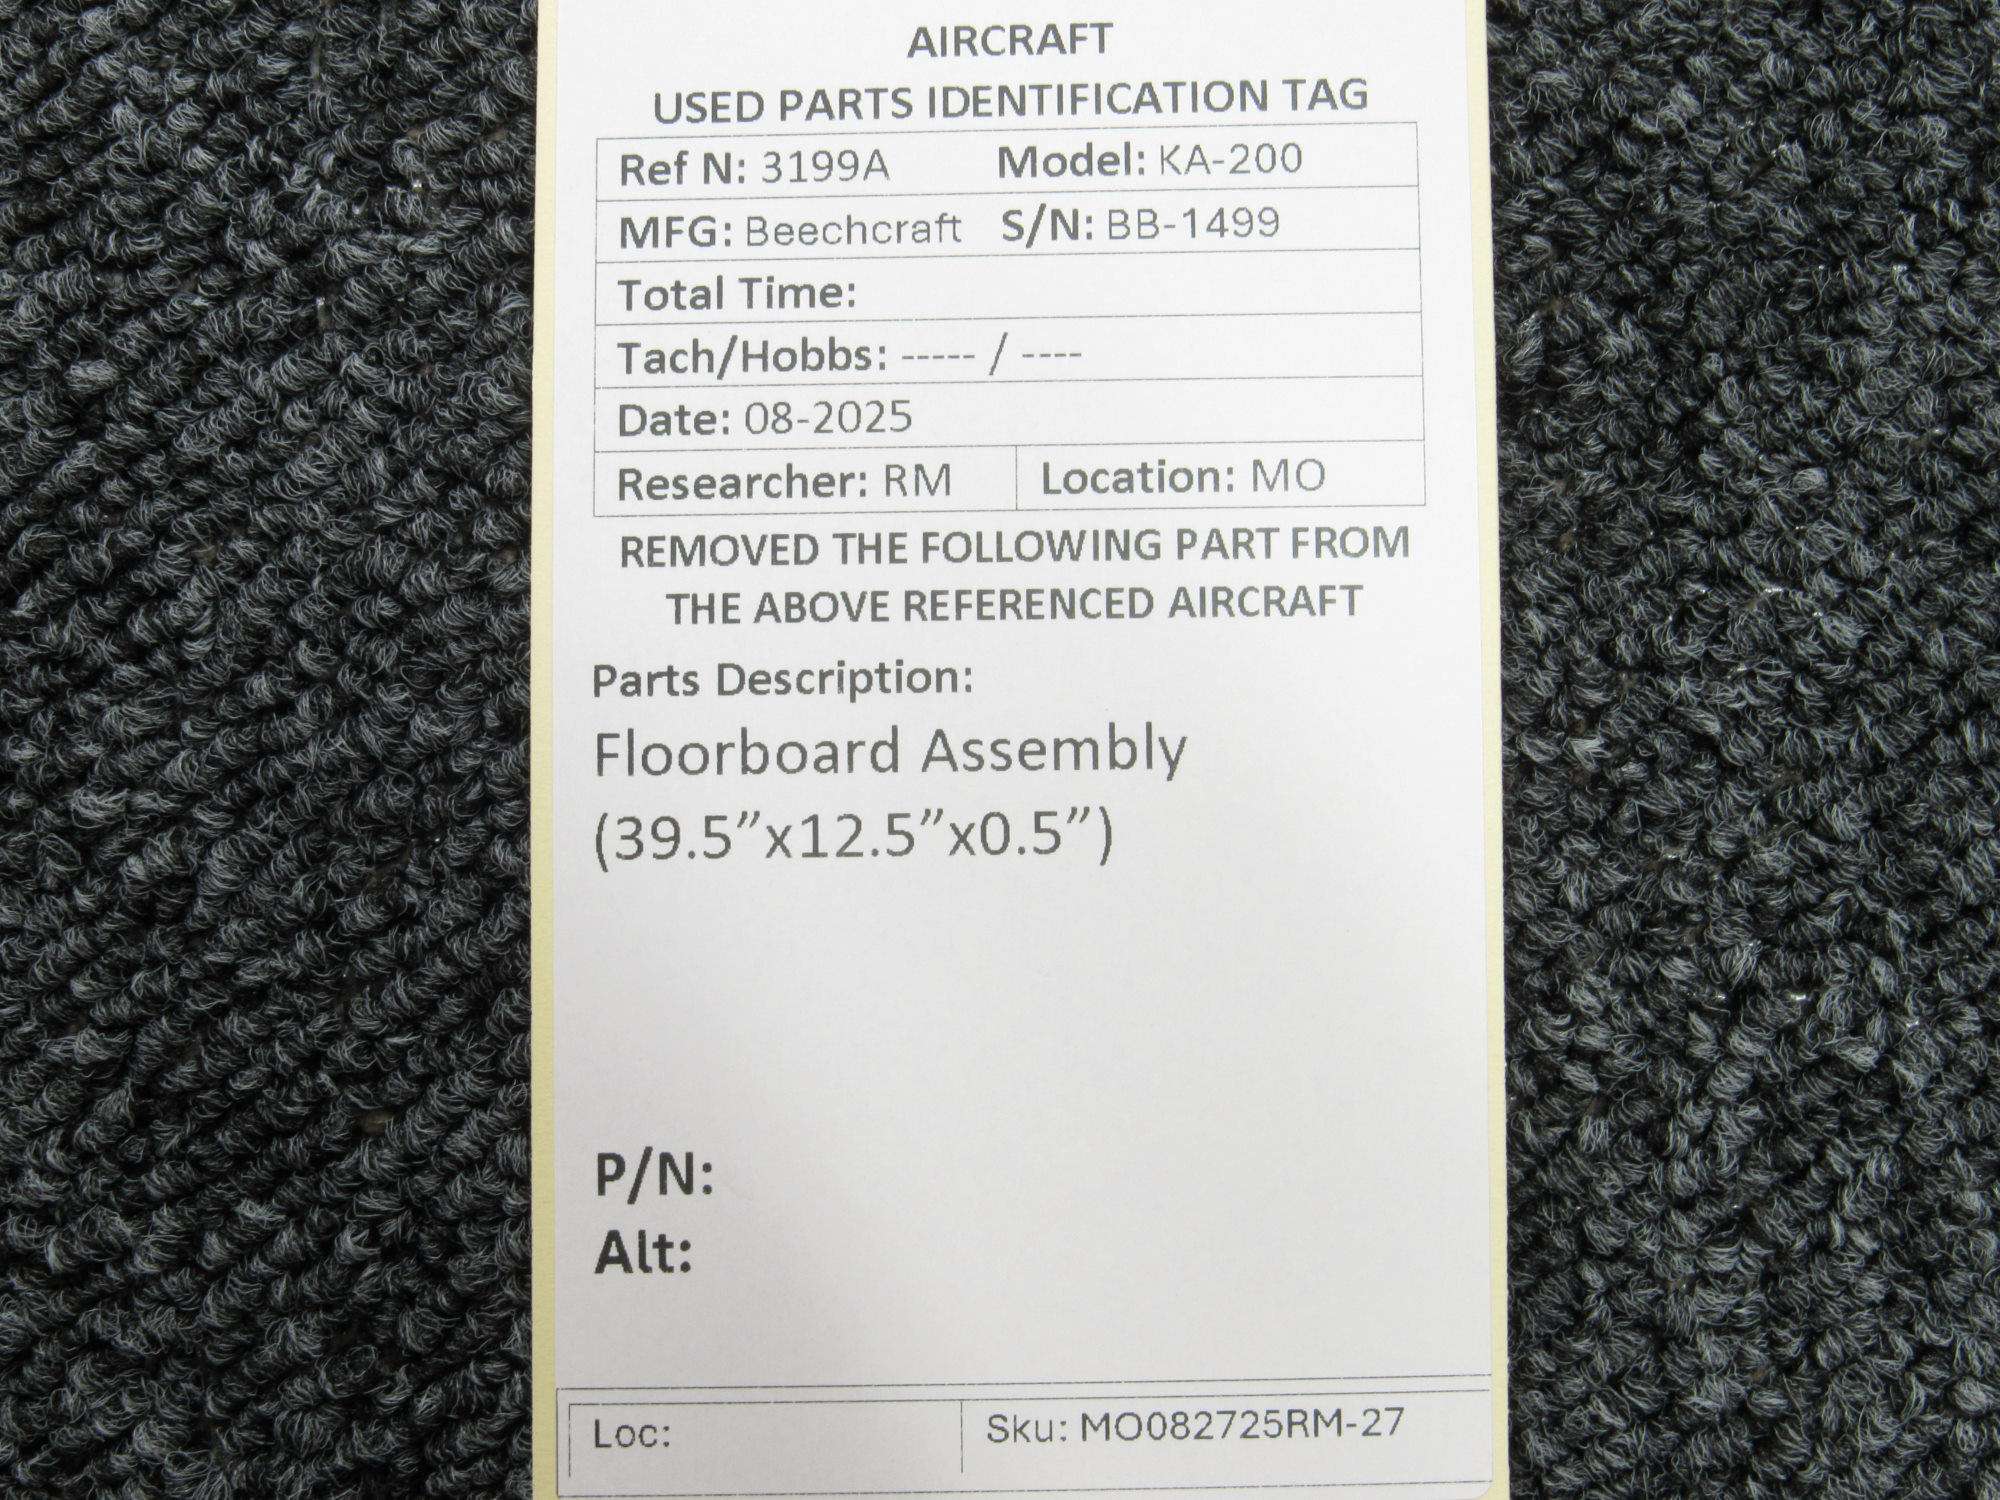 AIRCRAFT
USED PARTS IDENTIFICATION TAG
Ref N: 3199A Model: KA-200
MFG: Beechcraft S/N: BB-1499
Total Time:
Tach/Hobbs: ----- / ----
Date: 08-2025
Researcher: RM Location: MO
REMOVED THE FOLLOWING PART FROM
THE ABOVE REFERENCED AIRCRAFT
Parts Description:
Floorboard Assembly
(39.5”x12.5”x0.5”)
P/N:
Alt:
Loc: Sku: MO082725RM-27